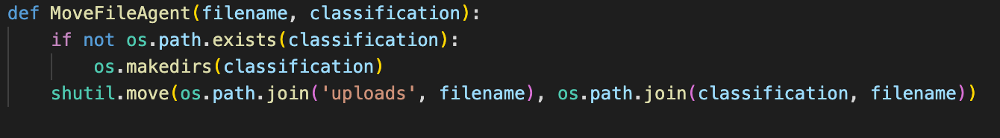 def MoveFileAgent(filename, classification):
    if not os.path.exists(classification):
        os.makedirs(classification)
    shutil.move(os.path.join('uploads', filename), os.path.join(classification, filename))